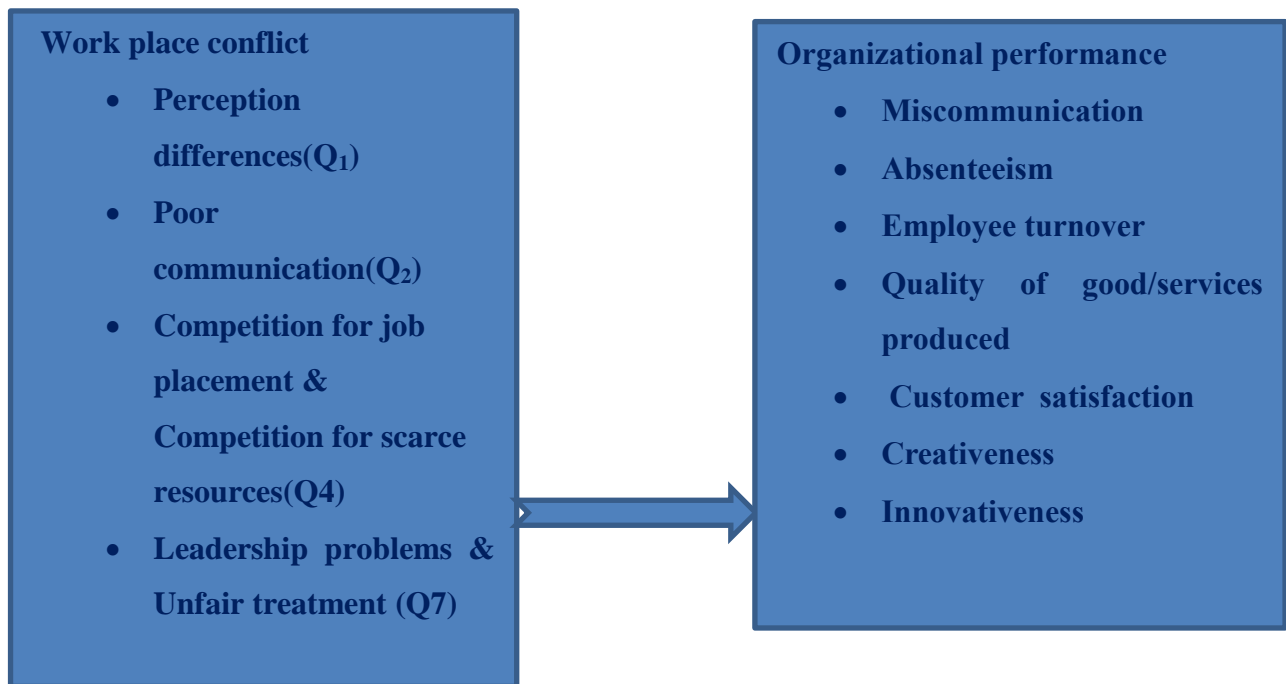 Work place conflict
• Perception
differences(Q₁)
• Poor
communication(Q₂)
• Competition for job
placement &
Competition for scarce
resources(Q4)
• Leadership problems &
Unfair treatment (Q7)
Organizational performance
• Miscommunication
• Absenteeism
• Employee turnover
• Quality of good/services
produced
• Customer satisfaction
• Creativeness
• Innovativeness